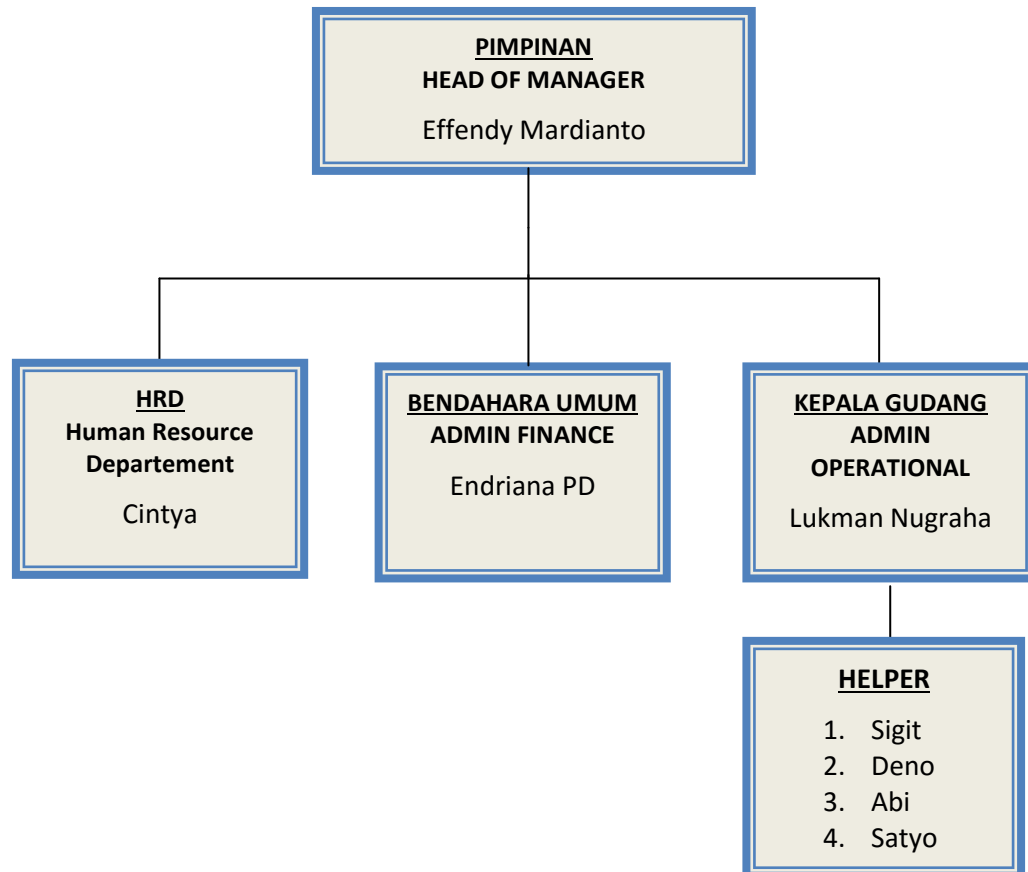 PIMPINAN
HEAD OF MANAGER
Effendy Mardianto
HRD
Human Resource
Departement
Cintya
BENDAHARA UMUM
ADMIN FINANCE
Endriana PD
KEPALA GUDANG
ADMIN
OPERATIONAL
Lukman Nugraha
HELPER
1. Sigit
2. Deno
3. Abi
4. Satyo